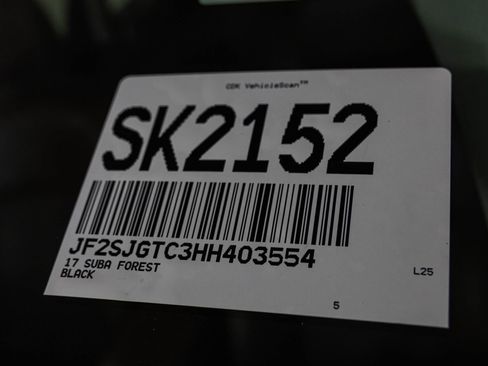 CDK VehicleScan™
SK2152
JF2SJGTC3HH403554
17 SUBA FOREST
BLACK
L25
5